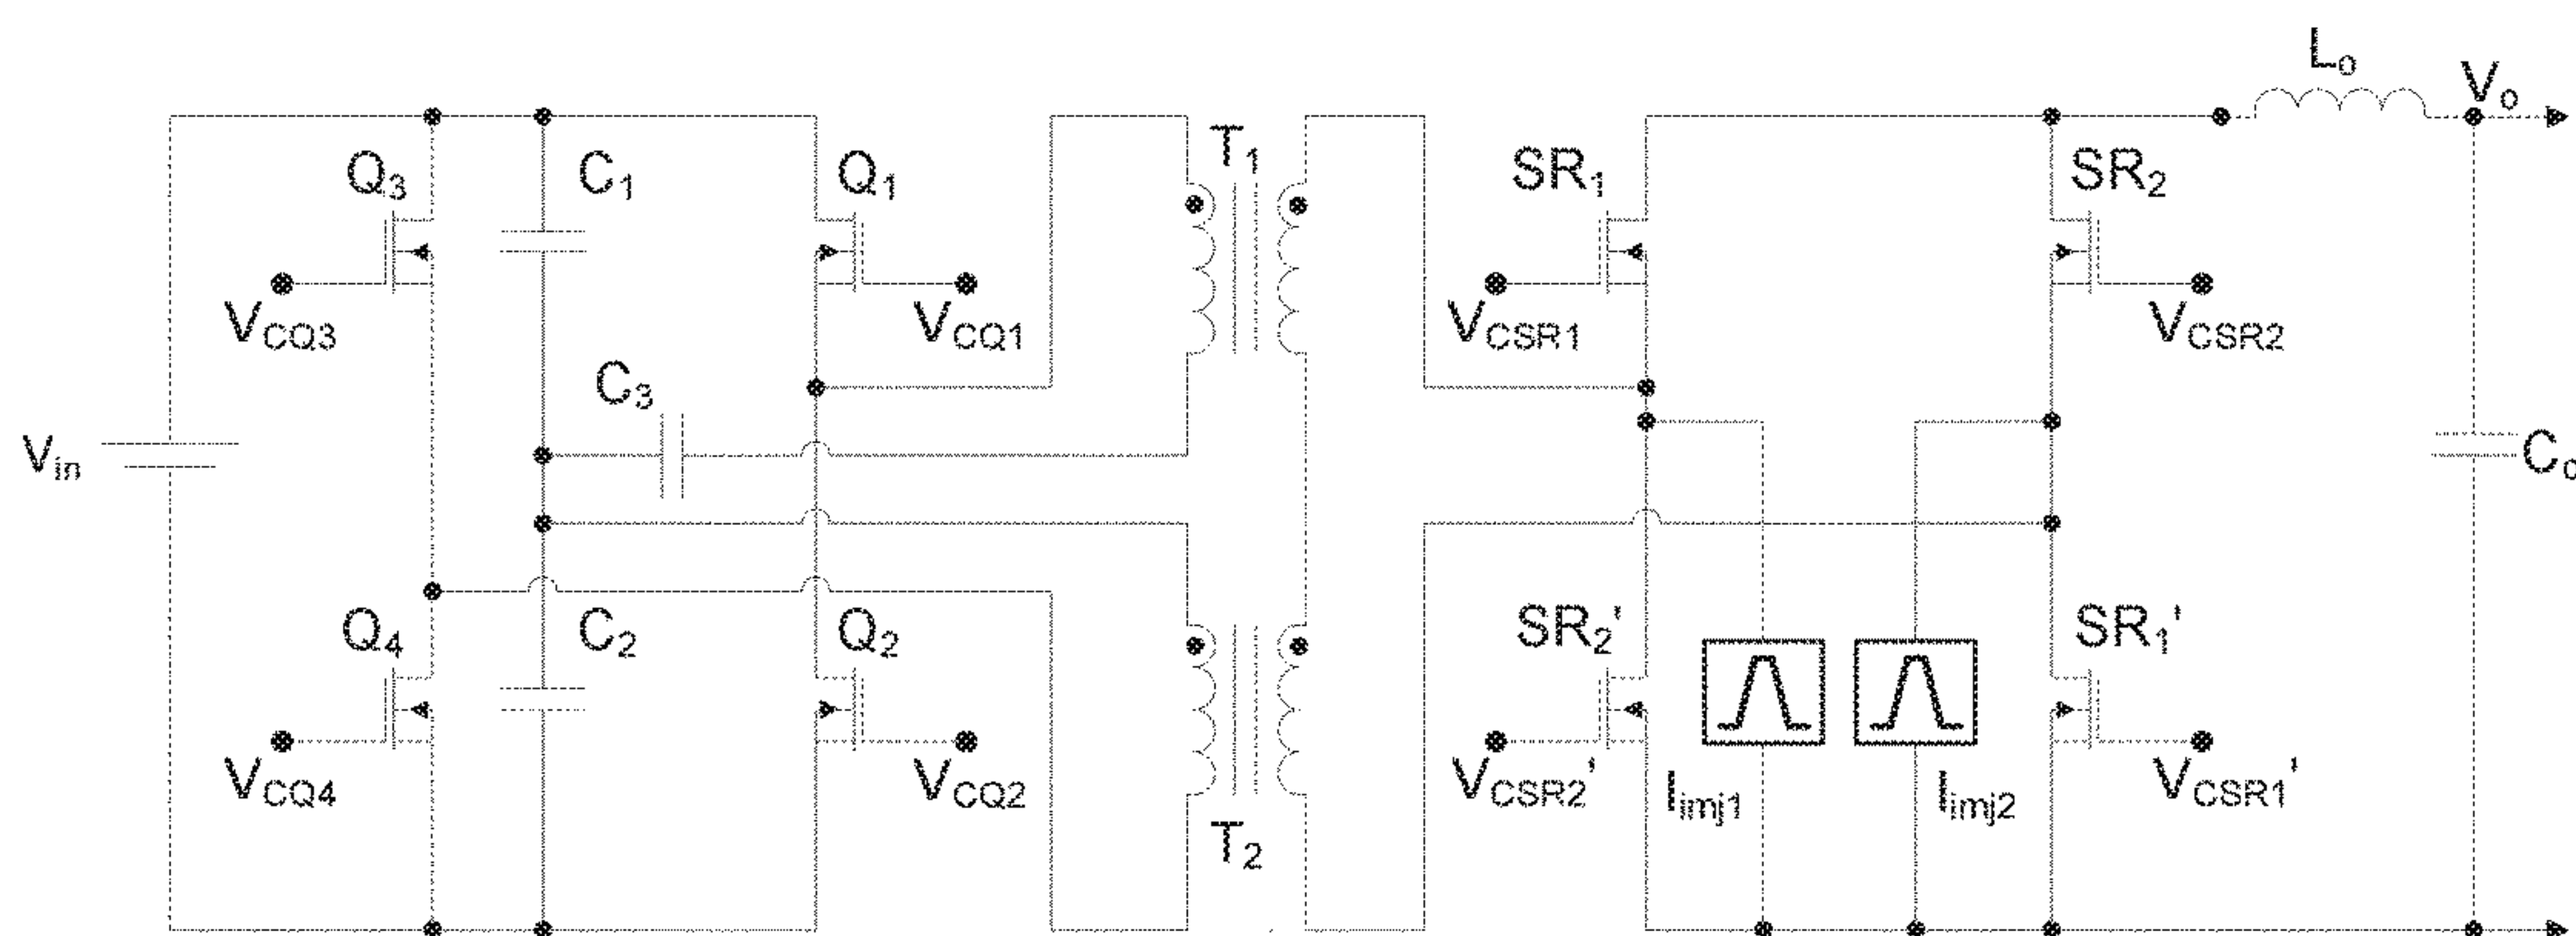 Lo
Vo
T1
Q3
C1
Q1
SR1
SR2
VCQ3
VCQ1
VCSR1
VCSR2
C3
Vin
Co
Q4
C2
Q2
SR2'
SR1'
VCQ4
VCQ2
VCSR2'
Iimj1
Iimj2
VCSR1'
T2